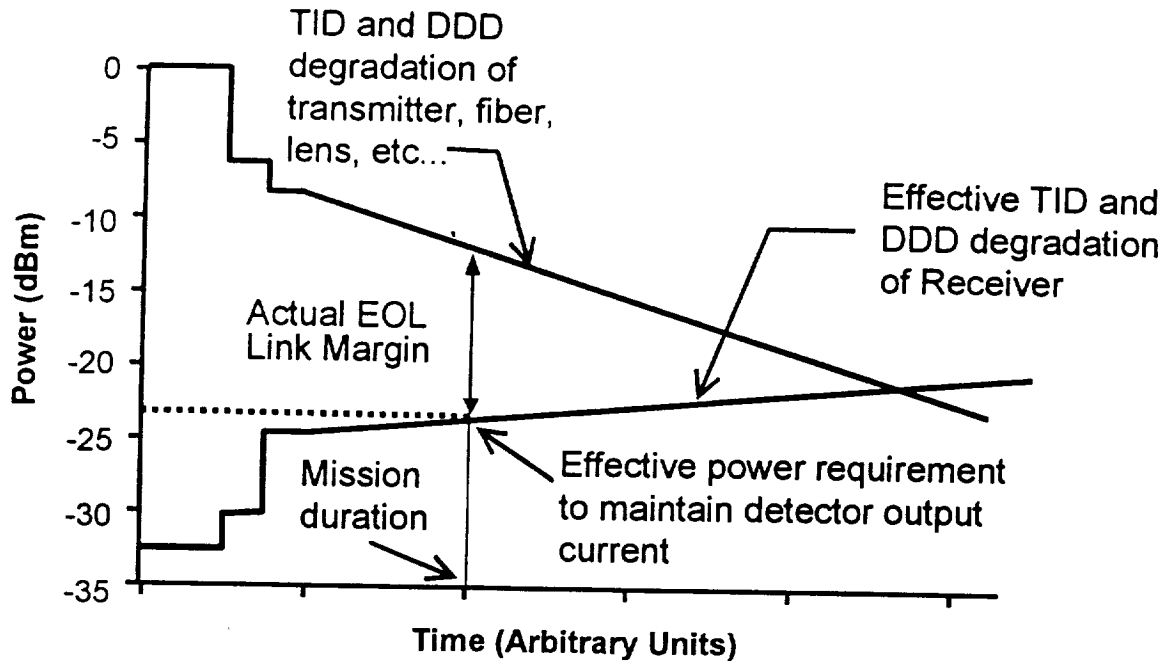 TID and DDD
degradation of
transmitter, fiber,
lens, etc...
0
-5
-10
-15
-20
-25
-30
-35
Power (dBm)
Effective TID and
DDD degradation
of Receiver
Actual EOL
Link Margin
Mission
duration
Effective power requirement
to maintain detector output
current
Time (Arbitrary Units)